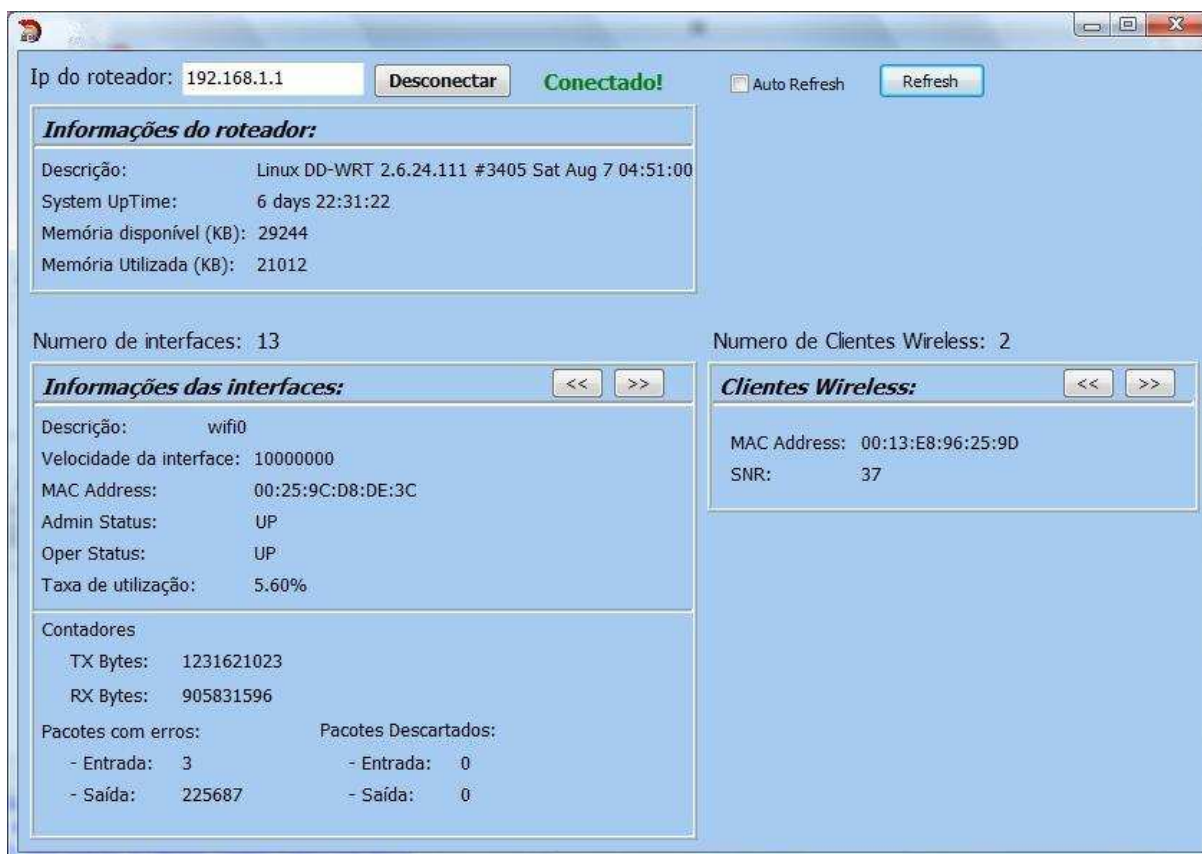 Ip do roteador: 192.168.1.1 Desconectar Conectado! Auto Refresh Refresh
Informações do roteador:
Descrição: Linux DD-WRT 2.6.24.111 #3405 Sat Aug 7 04:51:00
System UpTime: 6 days 22:31:22
Memória disponível (KB): 29244
Memória Utilizada (KB): 21012
Numero de interfaces: 13
Informações das interfaces: << >>
Descrição: wifi0
Velocidade da interface: 10000000
MAC Address: 00:25:9C:D8:DE:3C
Admin Status: UP
Oper Status: UP
Taxa de utilização: 5.60%
Contadores
TX Bytes: 1231621023
RX Bytes: 905831596
Pacotes com erros:
- Entrada: 3
- Saída: 225687
Pacotes Descartados:
- Entrada: 0
- Saída: 0
Numero de Clientes Wireless: 2
Clientes Wireless: << >>
MAC Address: 00:13:E8:96:25:9D
SNR: 37